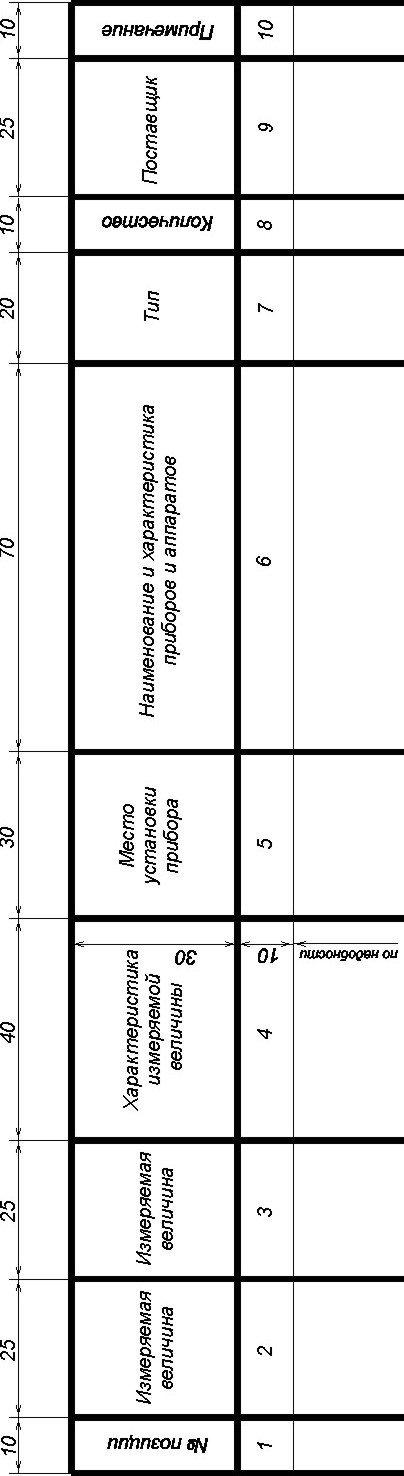 10
25
25
40
30
70
20
10
25
10
№ позиции
Измеряемая
величина
Измеряемая
величина
Характеристика
измеряемой
величины
Место
установки
прибора
Наименование и характеристика
приборов и аппаратов
Тип
Количество
Поставщик
Примечание
30
1
2
3
4
5
6
7
8
9
10
10
по надобности